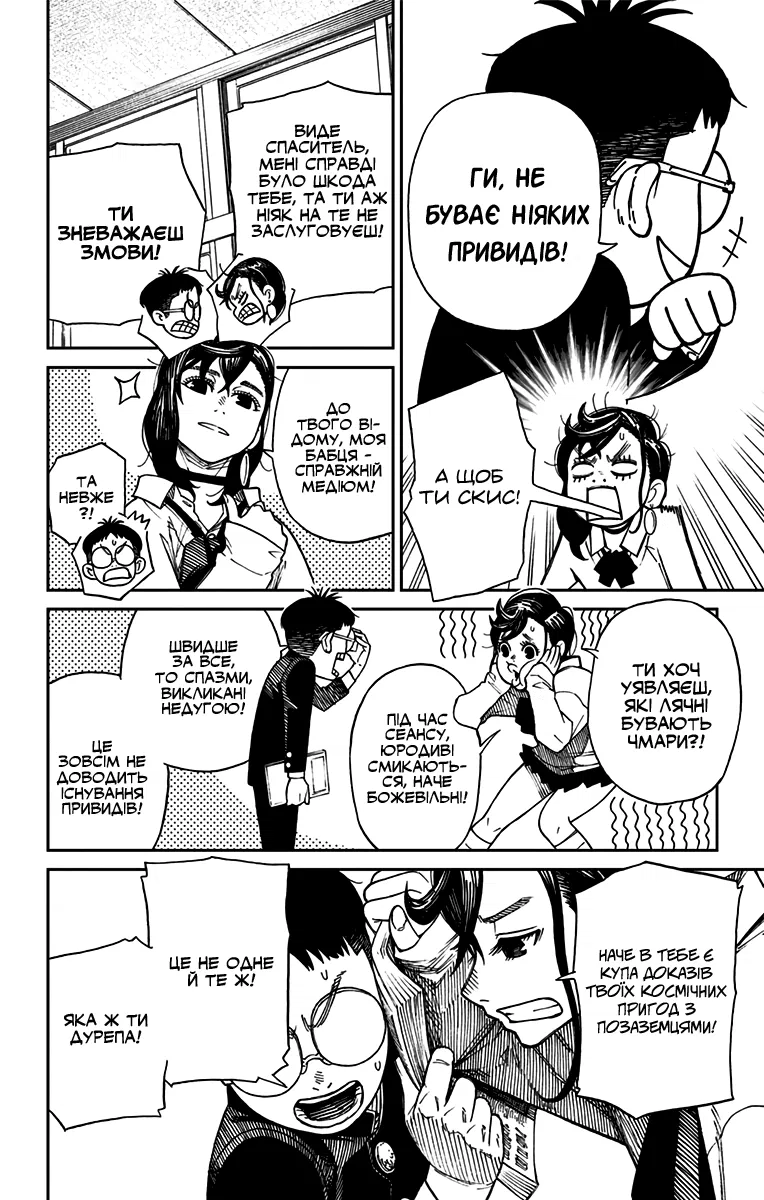 ГИ, НЕ
БУВАЄ НІЯКИХ
ПРИВИДІВ!
А ЩОБ
ТИ СКИС!
ВИДЕ
СПАСИТЕЛЬ,
МЕНІ СПРАВДІ
БУЛО ШКОДА
ТЕБЕ, ТА ТИ АЖ
НІЯК НА ТЕ НЕ
ЗАСЛУГОВУЄШ!
ТИ
ЗНЕВАЖАЄШ
ЗМОВИ!
ДО
ТВОГО ВІ-
ДОМУ, МОЯ
БАБЦЯ -
СПРАВЖНІЙ
МЕДІЮМ!
ТА
НЕВЖЕ
?!
ТИ ХОЧ
УЯВЛЯЄШ,
ЯКІ ЛЯЧНІ
БУВАЮТЬ
ЧМАРИ?!
ПІД ЧАС
СЕАНСУ,
ЮРОДИВІ
СМИКАЮТЬ-
СЯ, НАЧЕ
БОЖЕВІЛЬНІ!
ШВИДШЕ
ЗА ВСЕ,
ТО СПАЗМИ,
ВИКЛИКАНІ
НЕДУГОЮ!
ЦЕ
ЗОВСІМ НЕ
ДОВОДИТЬ
ІСНУВАННЯ
ПРИВИДІВ!
НАЧЕ В ТЕБЕ Є
КУПА ДОКАЗІВ
ТВОЇХ КОСМІЧНИХ
ПРИГОД З
ПОЗАЗЕМЦЯМИ!
ЦЕ НЕ ОДНЕ
Й ТЕ Ж!
ЯКА Ж ТИ
ДУРЕПА!